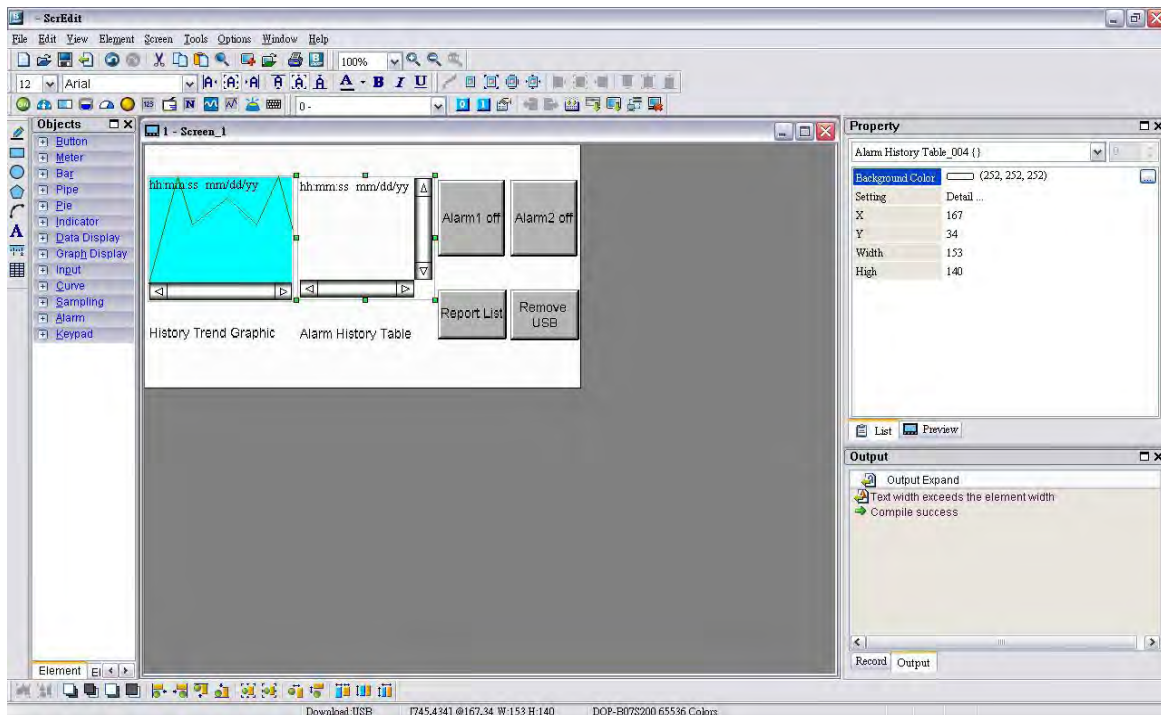 - ScrEdit
File Edit View Element Screen Tools Options Window Help
100%
12 Arial
A B I U
123 N 0 -
Objects
Button
Meter
Bar
Pipe
Pie
Indicator
Data Display
Graph Display
Input
Curve
Sampling
Alarm
Keypad
Element El
1 - Screen_1
hh:mm:ss mm/dd/yy
hh:mm:ss mm/dd/yy
Alarm1 off
Alarm2 off
Report List
Remove
USB
History Trend Graphic
Alarm History Table
Property
Alarm History Table_004 {}
Background Color (252, 252, 252)
Setting Detail ...
X 167
Y 34
Width 153
High 140
List Preview
Output
Output Expand
Text width exceeds the element width
Compile success
Record Output
Download:USB [745,434] @167,34 W:153 H:140 DOP-B07S200 65536 Colors